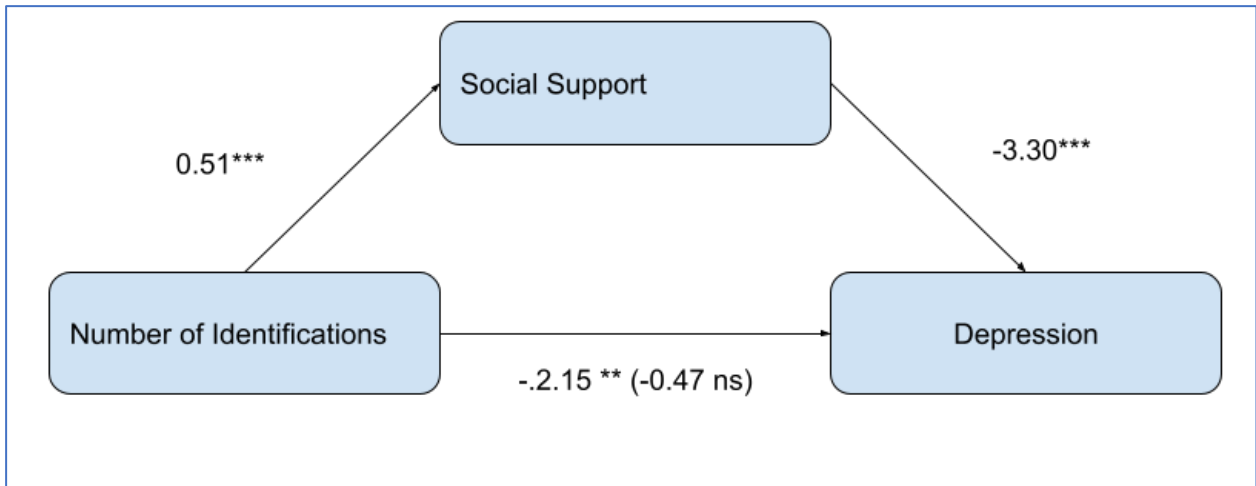 Social Support
0.51***
-3.30***
Number of Identifications
Depression
-.2.15 ** (-0.47 ns)